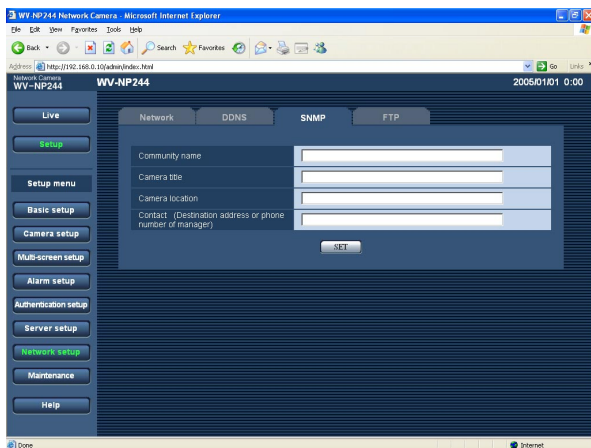 WV-NP244 Network Camera - Microsoft Internet Explorer
File Edit View Favorites Tools Help
Back Search Favorites
Address http://192.168.0.10/admin/index.html Go Links »
Network Camera
WV-NP244
WV-NP244
2005/01/01 0:00
Live
Setup
Setup menu
Basic setup
Camera setup
Multi-screen setup
Alarm setup
Authentication setup
Server setup
Network setup
Maintenance
Help
Network DDNS SNMP FTP
Community name
Camera title
Camera location
Contact (Destination address or phone
number of manager)
SET
Done Internet